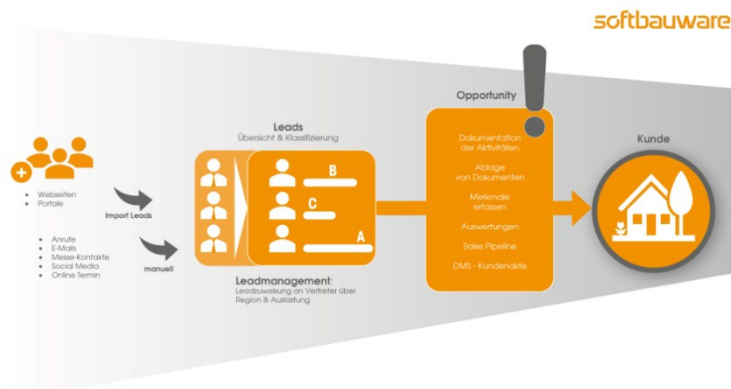 softbauware
• Webseiten
• Portale
Import Leads
• Anrufe
• E-Mails
• Messe-Kontakte
• Social Media
• Online Termin
manuell
Leads
Übersicht & Klassifizierung
B
C
A
Leadmanagement:
Leadzuweisung an Vertreter über
Region & Auslastung
Opportunity
Dokumentation
der Aktivitäten
Ablage
von Dokumenten
Merkmale
erfassen
Auswertungen
Sales Pipeline
DMS - Kundenakte
Kunde